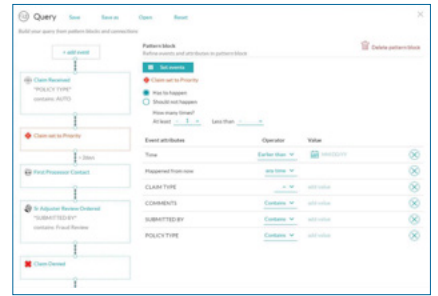 Query Save Save as Open Reset
Build your query from pattern blocks and connections
+ add event
Claim Received
"POLICY TYPE"
contains: AUTO
Claim set to Priority
First Processor Contact
Sr Adjuster Review Ordered
"SUBMITTED BY"
contains: Fraud Review
Claim Denied
Pattern block
Refine events and attributes in pattern block
Delete pattern block
Set events
Claim set to Priority
Has to happen
Should not happen
How many times?
At least 1 Less than -
Event attributes Operator Value
Time Earlier than
Happened from now any time
CLAIM TYPE = add value
COMMENTS Contains add value
SUBMITTED BY Contains add value
POLICY TYPE Contains add value